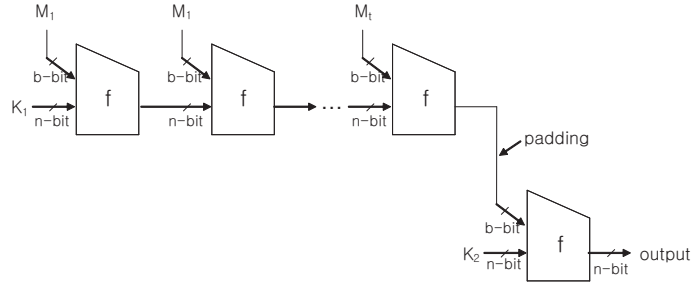 M₁ M₁ Mₜ
b-bit b-bit b-bit
f f ... f
K₁
n-bit n-bit n-bit
padding
b-bit
f
K₂ output
n-bit n-bit